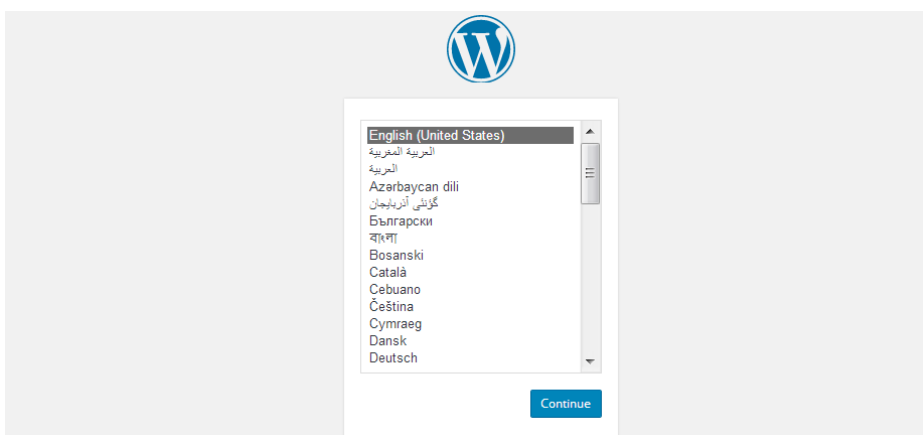 English (United States)
العربية المغربية
العربية
Azərbaycan dili
گؤنئی آذربایجان
Български
বাংলা
Bosanski
Català
Cebuano
Čeština
Cymraeg
Dansk
Deutsch
Continue